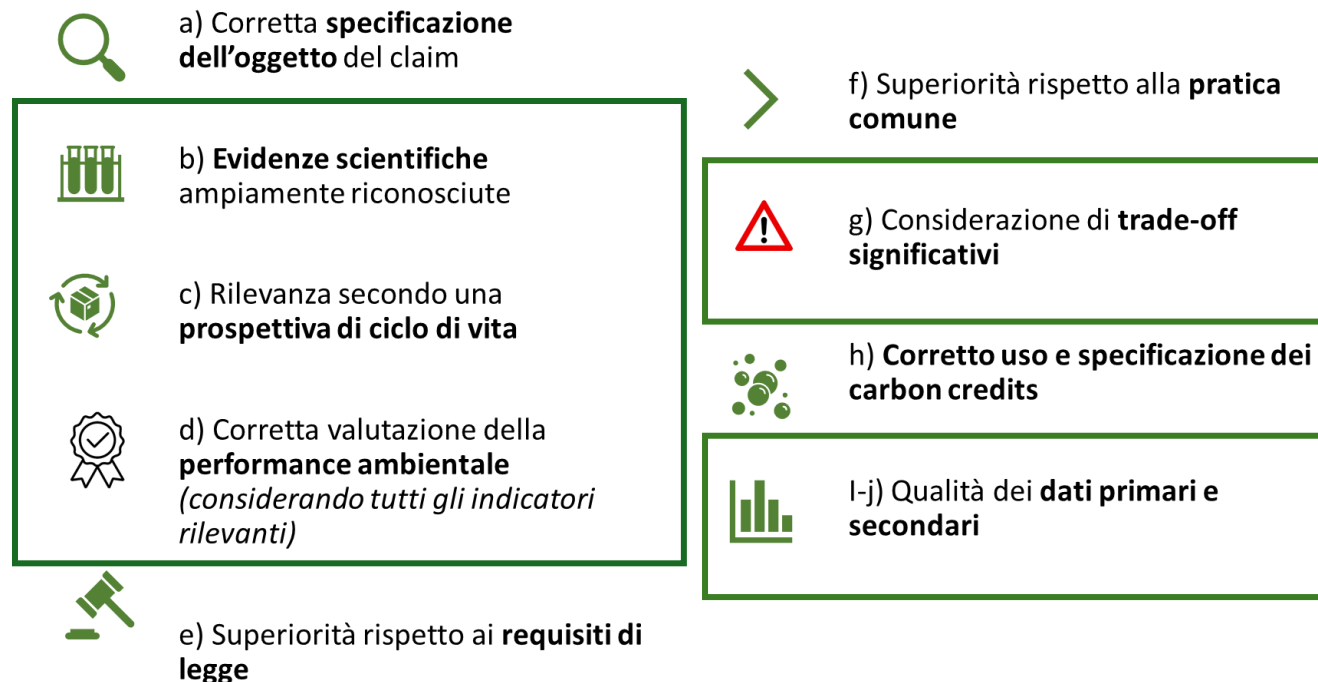 a) Corretta specificazione
dell'oggetto del claim
b) Evidenze scientifiche
ampiamente riconosciute
c) Rilevanza secondo una
prospettiva di ciclo di vita
d) Corretta valutazione della
performance ambientale
(considerando tutti gli indicatori
rilevanti)
e) Superiorità rispetto ai requisiti di
legge
f) Superiorità rispetto alla pratica
comune
g) Considerazione di trade-off
significativi
h) Corretto uso e specificazione dei
carbon credits
I-j) Qualità dei dati primari e
secondari